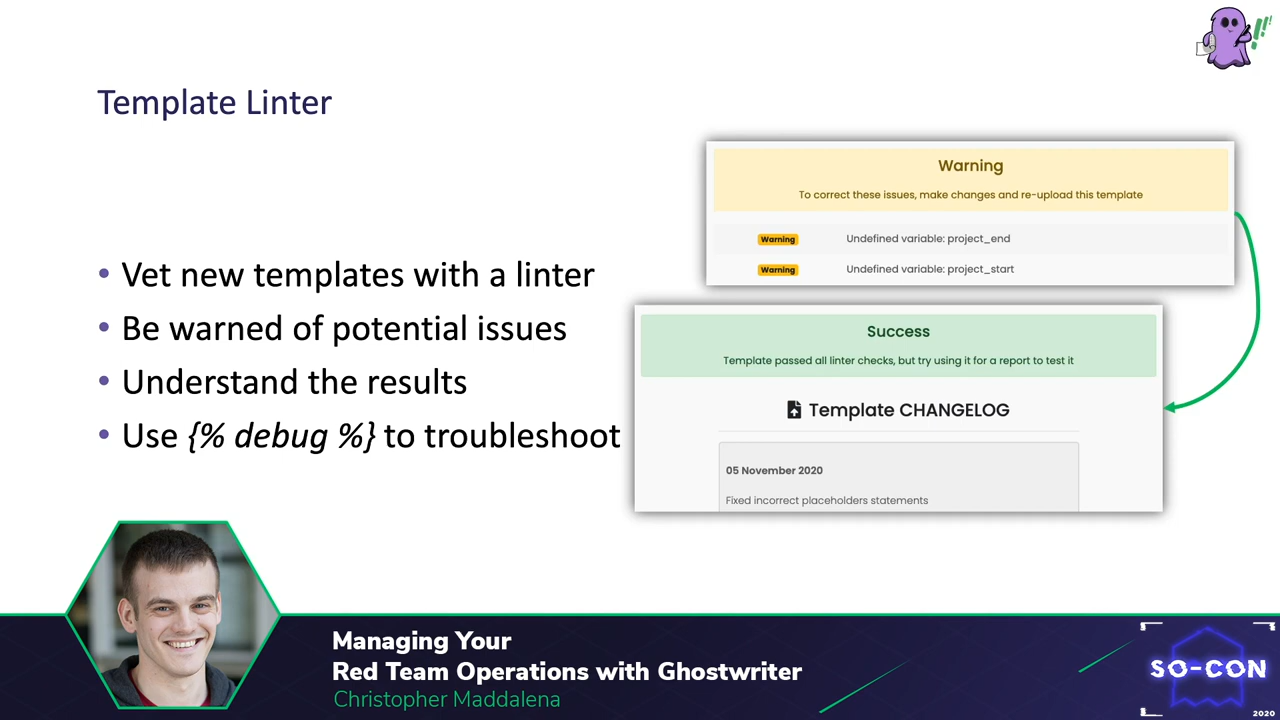 Template Linter
• Vet new templates with a linter
• Be warned of potential issues
• Understand the results
• Use {% debug %} to troubleshoot
Warning
To correct these issues, make changes and re-upload this template
Warning Undefined variable: project_end
Warning Undefined variable: project_start
Success
Template passed all linter checks, but try using it for a report to test it
Template CHANGELOG
05 November 2020
Fixed incorrect placeholders statements
Managing Your
Red Team Operations with Ghostwriter
Christopher Maddalena
SO-CON
2020